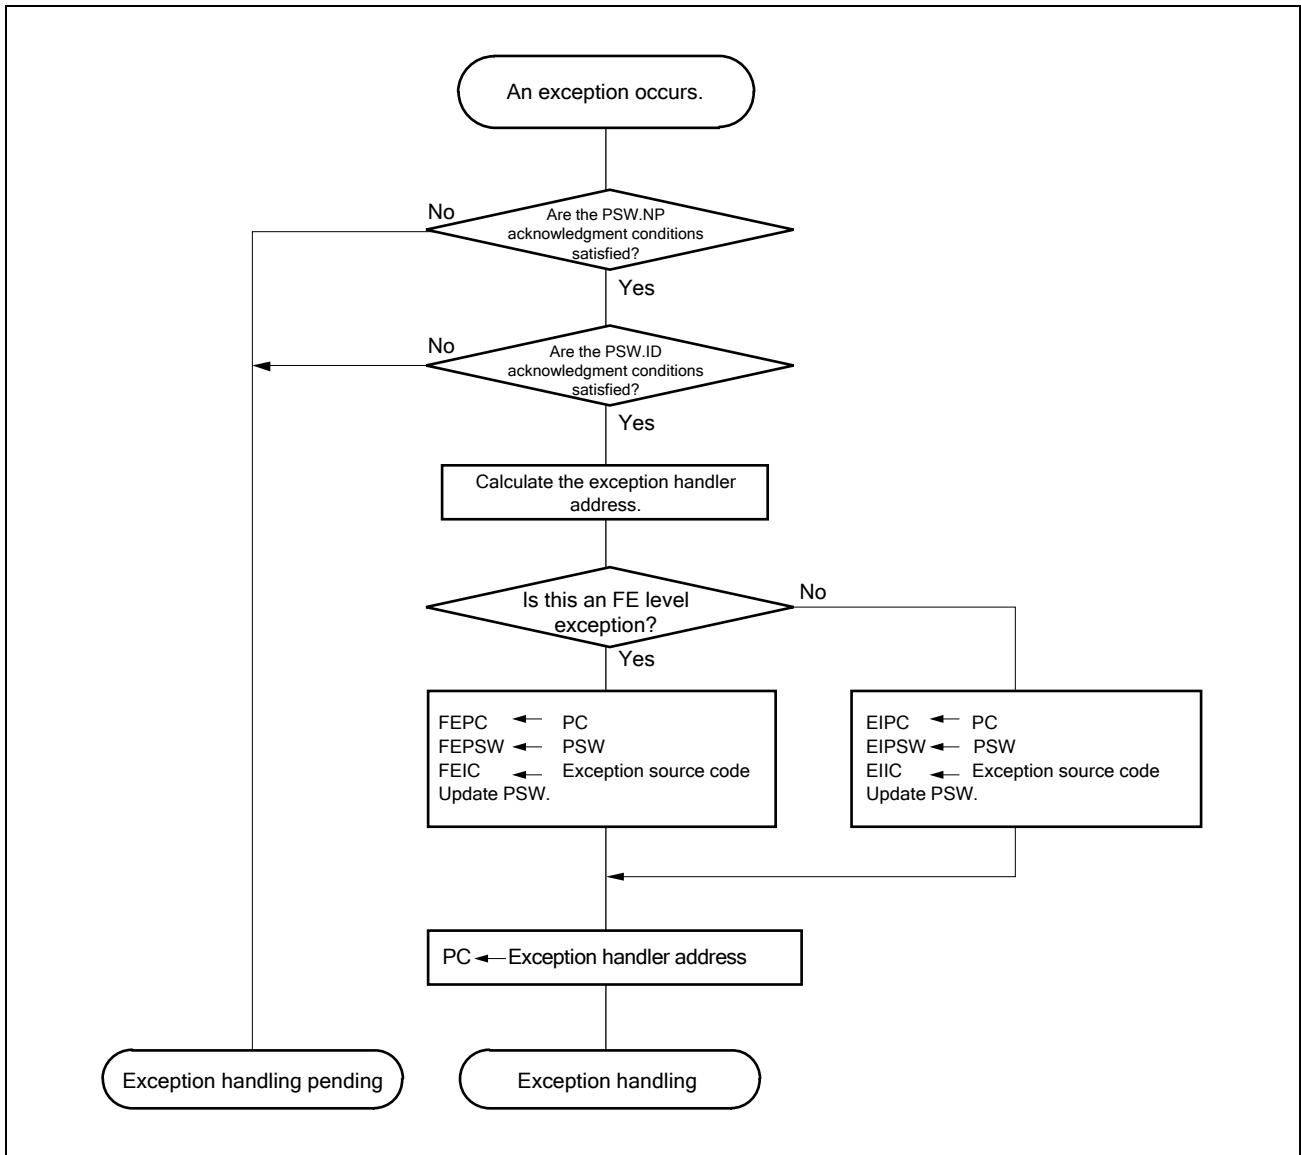 An exception occurs.
No
Are the PSW.NP
acknowledgment conditions
satisfied?
Yes
No
Are the PSW.ID
acknowledgment conditions
satisfied?
Yes
Calculate the exception handler
address.
Is this an FE level
exception?
No
Yes
FEPC ← PC
FEPSW ← PSW
FEIC ← Exception source code
Update PSW.
EIPC ← PC
EIPSW ← PSW
EIIC ← Exception source code
Update PSW.
PC ← Exception handler address
Exception handling pending
Exception handling